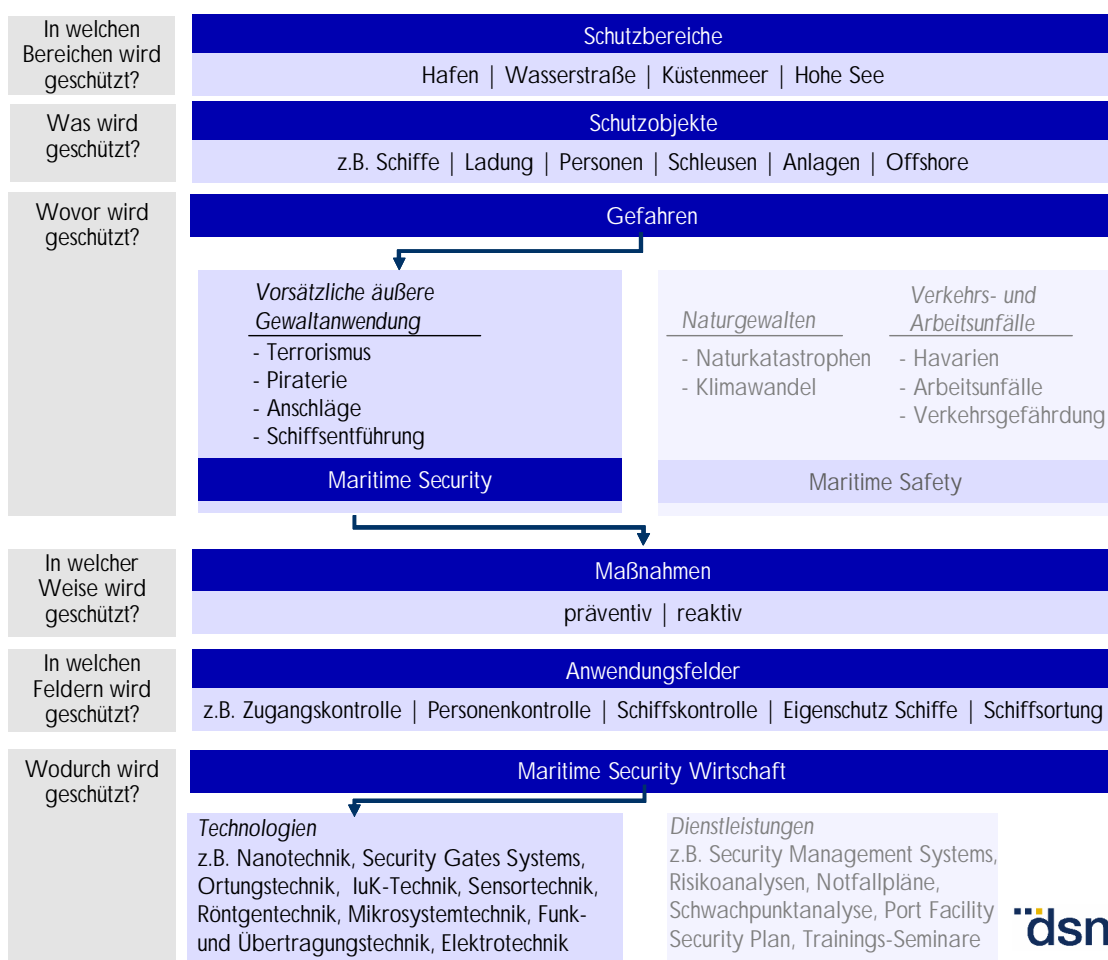 In welchen
Bereichen wird
geschützt?
Schutzbereiche
Hafen | Wasserstraße | Küstenmeer | Hohe See
Was wird
geschützt?
Schutzobjekte
z.B. Schiffe | Ladung | Personen | Schleusen | Anlagen | Offshore
Wovor wird
geschützt?
Gefahren
Vorsätzliche äußere
Gewaltanwendung
- Terrorismus
- Piraterie
- Anschläge
- Schiffsentführung
Maritime Security
Naturgewalten
- Naturkatastrophen
- Klimawandel
Verkehrs- und
Arbeitsunfälle
- Havarien
- Arbeitsunfälle
- Verkehrsgefährdung
Maritime Safety
In welcher
Weise wird
geschützt?
Maßnahmen
präventiv | reaktiv
In welchen
Feldern wird
geschützt?
Anwendungsfelder
z.B. Zugangskontrolle | Personenkontrolle | Schiffskontrolle | Eigenschutz Schiffe | Schiffsortung
Wodurch wird
geschützt?
Maritime Security Wirtschaft
Technologien
z.B. Nanotechnik, Security Gates Systems,
Ortungstechnik, IuK-Technik, Sensortechnik,
Röntgentechnik, Mikrosystemtechnik, Funk-
und Übertragungstechnik, Elektrotechnik
Dienstleistungen
z.B. Security Management Systems,
Risikoanalysen, Notfallpläne,
Schwachpunktanalyse, Port Facility
Security Plan, Trainings-Seminare
dsn